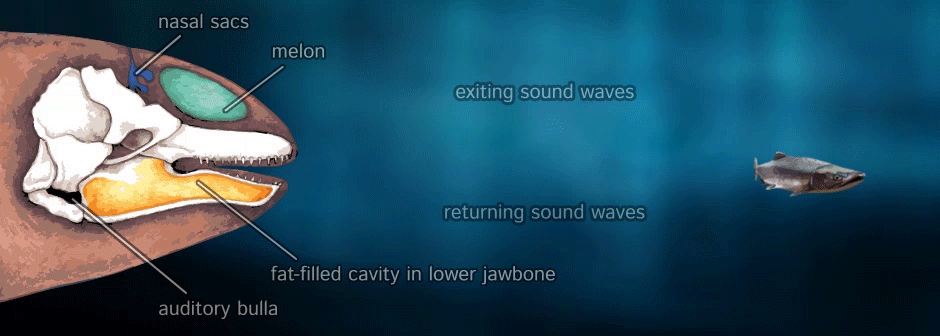 nasal sacs
melon
exiting sound waves
returning sound waves
fat-filled cavity in lower jawbone
auditory bulla